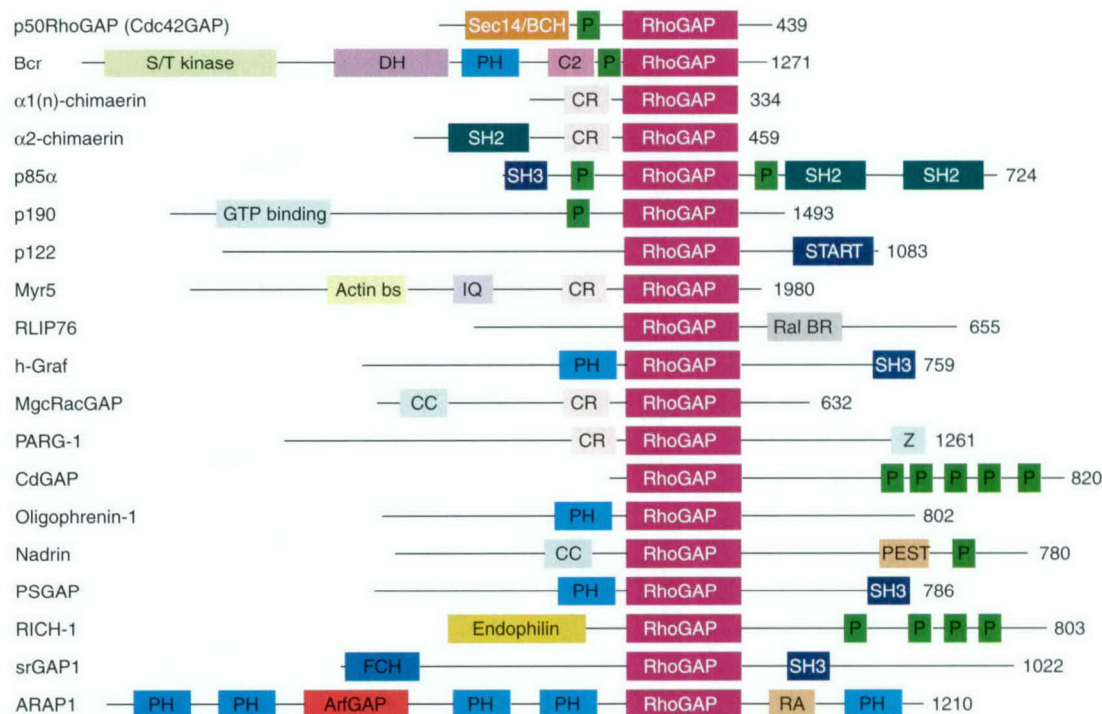 p50RhoGAP (Cdc42GAP) Sec14/BCH P RhoGAP 439
Bcr S/T kinase DH PH C2 P RhoGAP 1271
α1(n)-chimaerin CR RhoGAP 334
α2-chimaerin SH2 CR RhoGAP 459
p85α SH3 P RhoGAP P SH2 SH2 724
p190 GTP binding P RhoGAP 1493
p122 RhoGAP START 1083
Myr5 Actin bs IQ CR RhoGAP 1980
RLIP76 RhoGAP Ral BR 655
h-Graf PH RhoGAP SH3 759
MgcRacGAP CC CR RhoGAP 632
PARG-1 CR RhoGAP Z 1261
CdGAP RhoGAP P P P P P 820
Oligophrenin-1 PH RhoGAP 802
Nadrin CC RhoGAP PEST P 780
PSGAP PH RhoGAP SH3 786
RICH-1 Endophilin RhoGAP P P P P 803
srGAP1 FCH RhoGAP SH3 1022
ARAP1 PH PH ArfGAP PH PH RhoGAP RA PH 1210